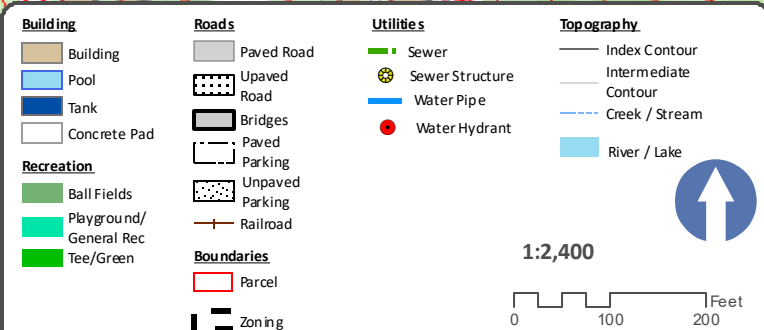 Building
Building
Pool
Tank
Concrete Pad
Recreation
Ball Fields
Playground/
General Rec
Tee/Green
Roads
Paved Road
Upaved
Road
Bridges
Paved
Parking
Unpaved
Parking
Railroad
Boundaries
Parcel
Zoning
Utilities
Sewer
Sewer Structure
Water Pipe
Water Hydrant
Topography
Index Contour
Intermediate
Contour
Creek / Stream
River / Lake
1:2,400
Feet
0 100 200